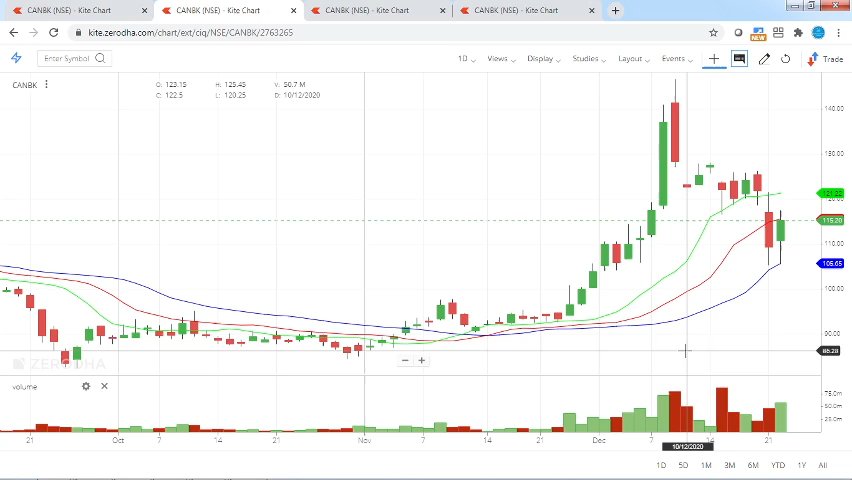 CANBK (NSE) - Kite Chart
CANBK (NSE) - Kite Chart
CANBK (NSE) - Kite Chart
CANBK (NSE) - Kite Chart
kite.zerodha.com/chart/ext/ciq/NSE/CANBK/2763265
NEW
Enter Symbol
1D
Views
Display
Studies
Layout
Events
Trade
CANBK
O: 123.15 H: 125.45 V: 50.7 M
C: 122.5 L: 120.25 D: 10/12/2020
140.00
130.00
121.22
120.00
115.20
110.00
105.65
100.00
90.00
86.28
ZERODHA
volume
75.0m
50.0m
25.0m
21 Oct 7 14 21 Nov 7 14 21 Dec 7 14 21
10/12/2020
1D 5D 1M 3M 6M YTD 1Y All